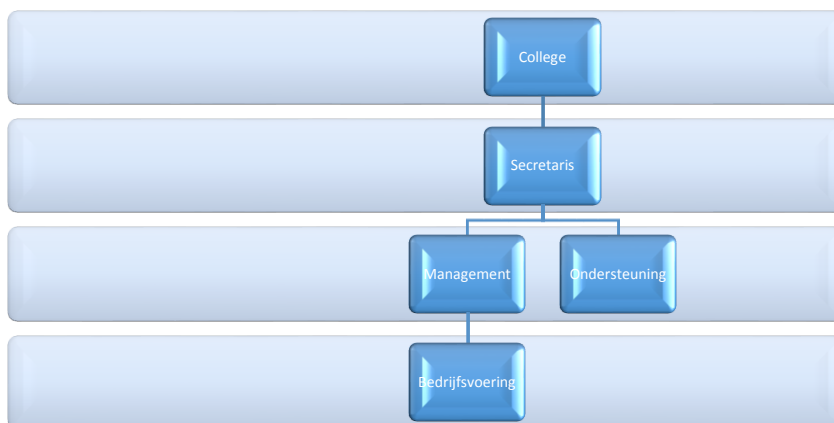 College
Secretaris
Management
Ondersteuning
Bedrijfsvoering